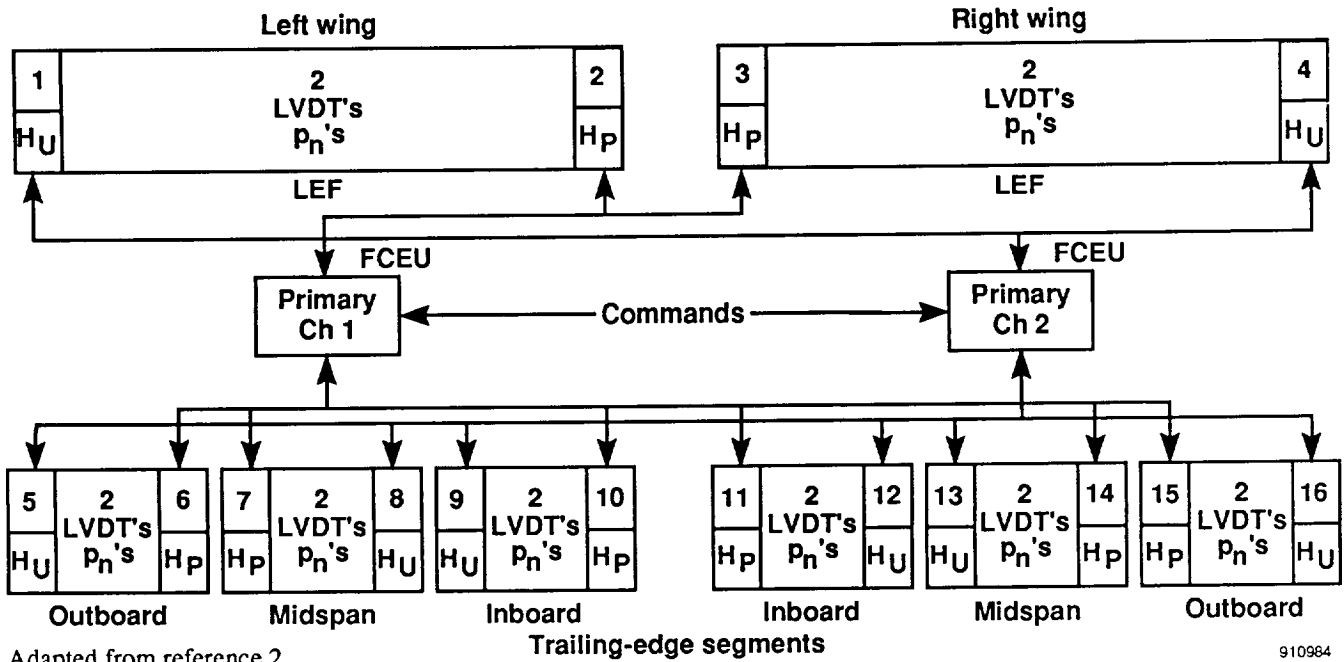 Left wing
Right wing
1
2
LVDT's
pn's
2
3
2
LVDT's
pn's
4
HU
HP
HP
HU
LEF
LEF
FCEU
FCEU
Primary
Ch 1
Commands
Primary
Ch 2
5
2
LVDT's
pn's
6
HU
HP
7
2
LVDT's
pn's
8
HP
HU
9
2
LVDT's
pn's
10
HU
HP
11
2
LVDT's
pn's
12
HP
HU
13
2
LVDT's
pn's
14
HU
HP
15
2
LVDT's
pn's
16
HP
HU
Outboard
Midspan
Inboard
Inboard
Midspan
Outboard
Trailing-edge segments
Adapted from reference 2
910984